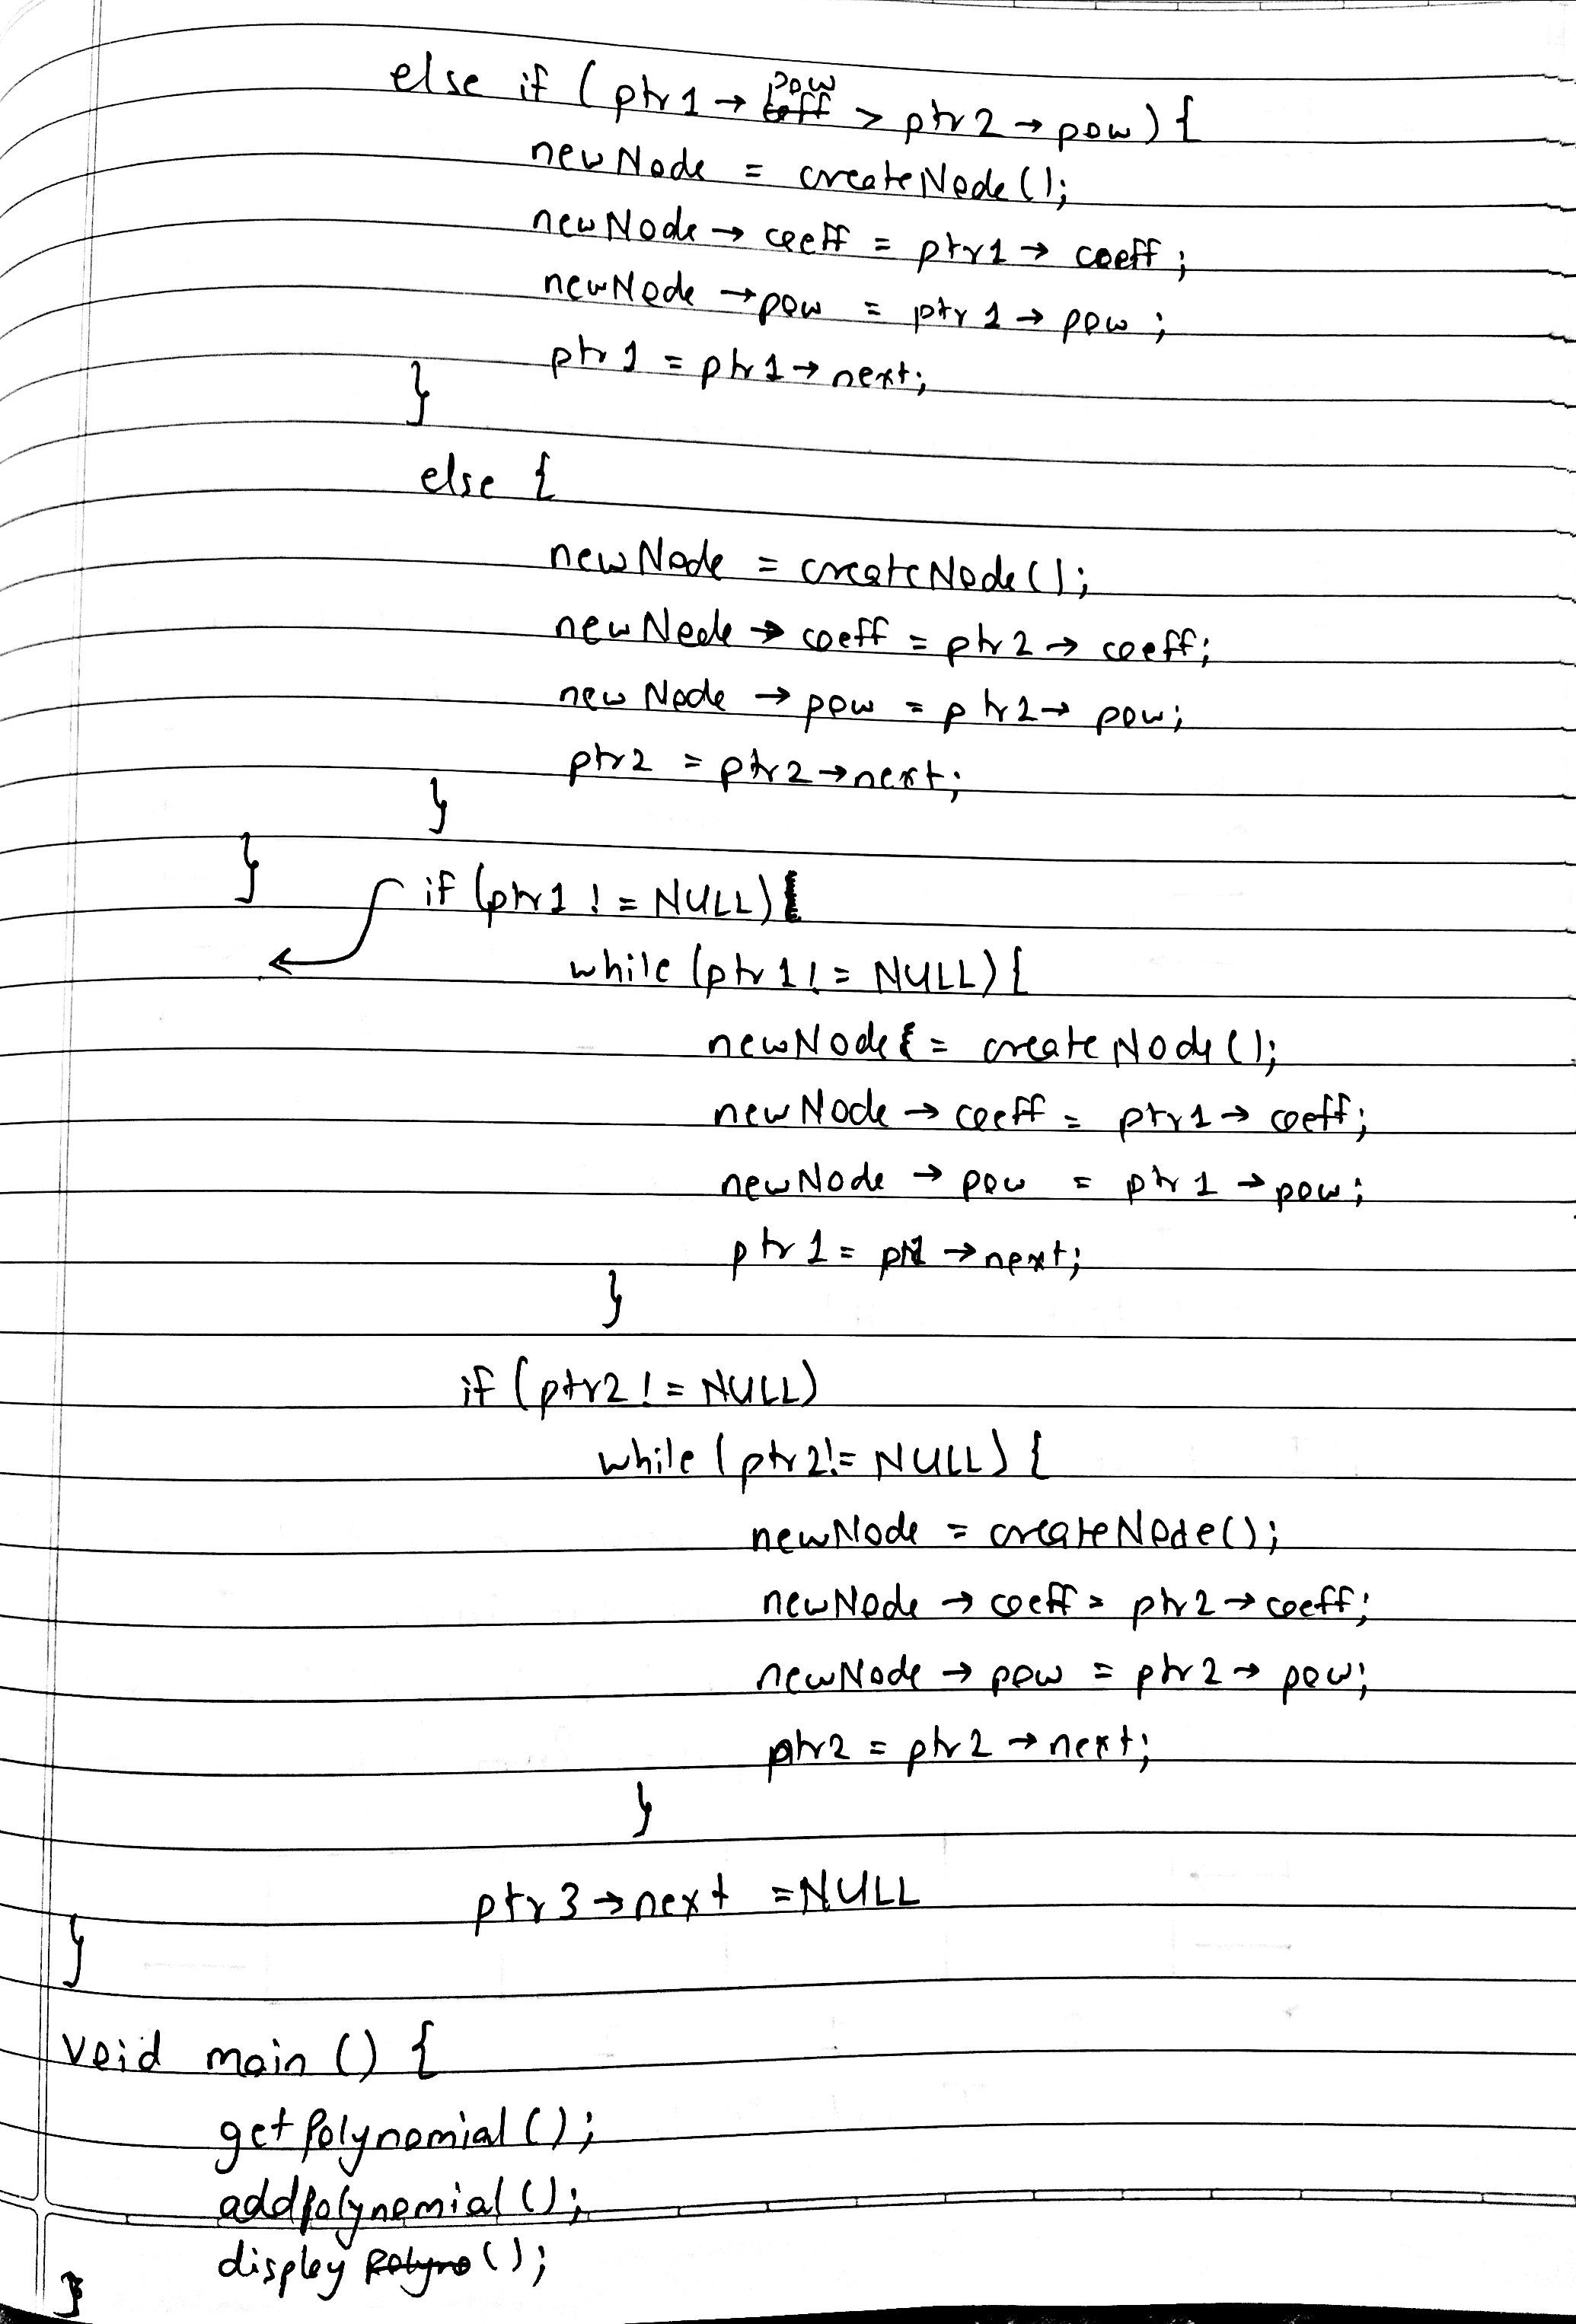 else if (ptr1 → pow > ptr2 → pow) {
newNode = createNode();
newNode → coeff = ptr1 → coeff;
newNode → pow = ptr1 → pow;
ptr1 = ptr1 → next;
}
else {
newNode = createNode();
newNode → coeff = ptr2 → coeff;
newNode → pow = ptr2 → pow;
ptr2 = ptr2 → next;
}
}
if (ptr1 != NULL)
while (ptr1 != NULL) {
newNode = createNode();
newNode → coeff = ptr1 → coeff;
newNode → pow = ptr1 → pow;
ptr1 = ptr1 → next;
}
if (ptr2 != NULL)
while (ptr2 != NULL) {
newNode = createNode();
newNode → coeff = ptr2 → coeff;
newNode → pow = ptr2 → pow;
ptr2 = ptr2 → next;
}
ptr3 → next = NULL
}
void main () {
getPolynomial ();
addPolynomial ();
display ();
}